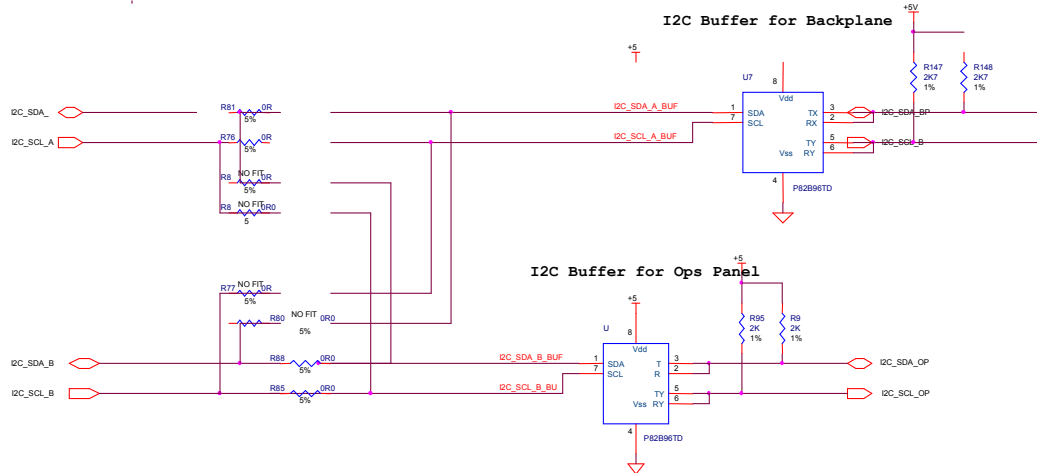 I2C Buffer for Backplane
+5V
+5
R147
2K7
1%
R148
2K7
1%
U7
8
Vdd
I2C_SDA_
R81
0R
5%
I2C_SDA_A_BUF
1
SDA
TX
3
I2C_SDA_BP
7
SCL
RX
2
I2C_SCL_A
R76
0R
5%
I2C_SCL_A_BUF
TY
5
I2C_SCL_B
Vss
RY
6
NO FIT
R8
0R
5%
4
P82B96TD
NO FIT
R8
0R0
5
I2C Buffer for Ops Panel
+5
+5
NO FIT
R77
0R
5%
R95
2K
1%
R9
2K
1%
NO FIT
R80
0R0
5%
U
8
Vdd
I2C_SDA_B
R88
0R0
5%
I2C_SDA_B_BUF
1
SDA
T
3
I2C_SDA_OP
7
SCL
R
2
I2C_SCL_B
R85
0R0
5%
I2C_SCL_B_BU
TY
5
I2C_SCL_OP
Vss
RY
6
4
P82B96TD